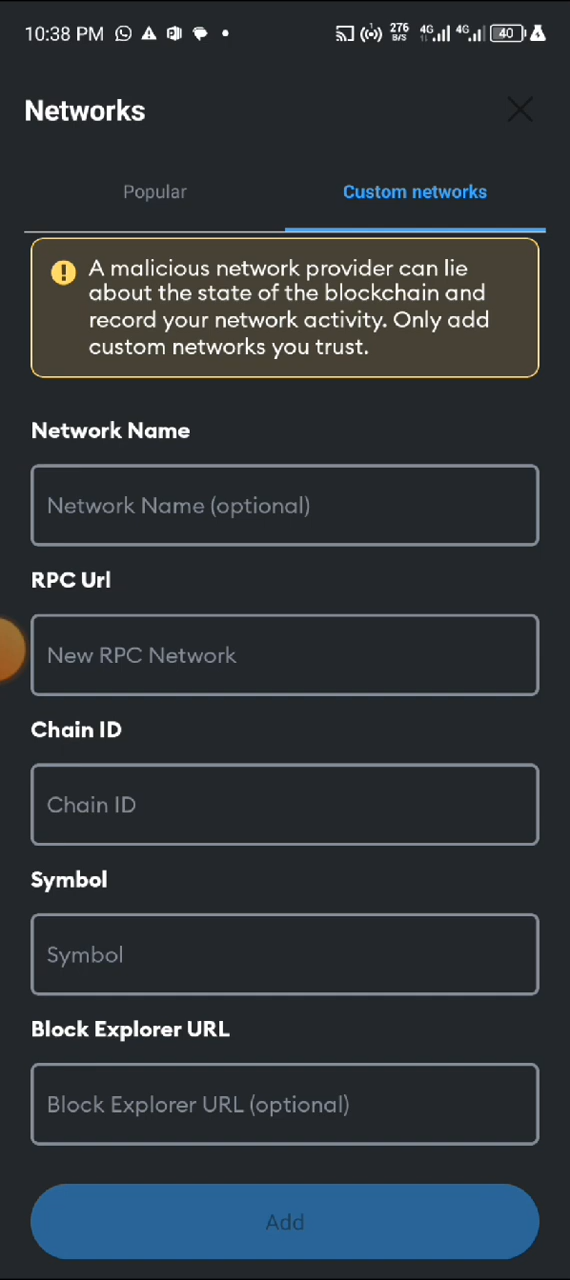 10:38 PM
276 B/S 4G 4G 40
Networks
Popular
Custom networks
A malicious network provider can lie
about the state of the blockchain and
record your network activity. Only add
custom networks you trust.
Network Name
Network Name (optional)
RPC Url
New RPC Network
Chain ID
Chain ID
Symbol
Symbol
Block Explorer URL
Block Explorer URL (optional)
Add